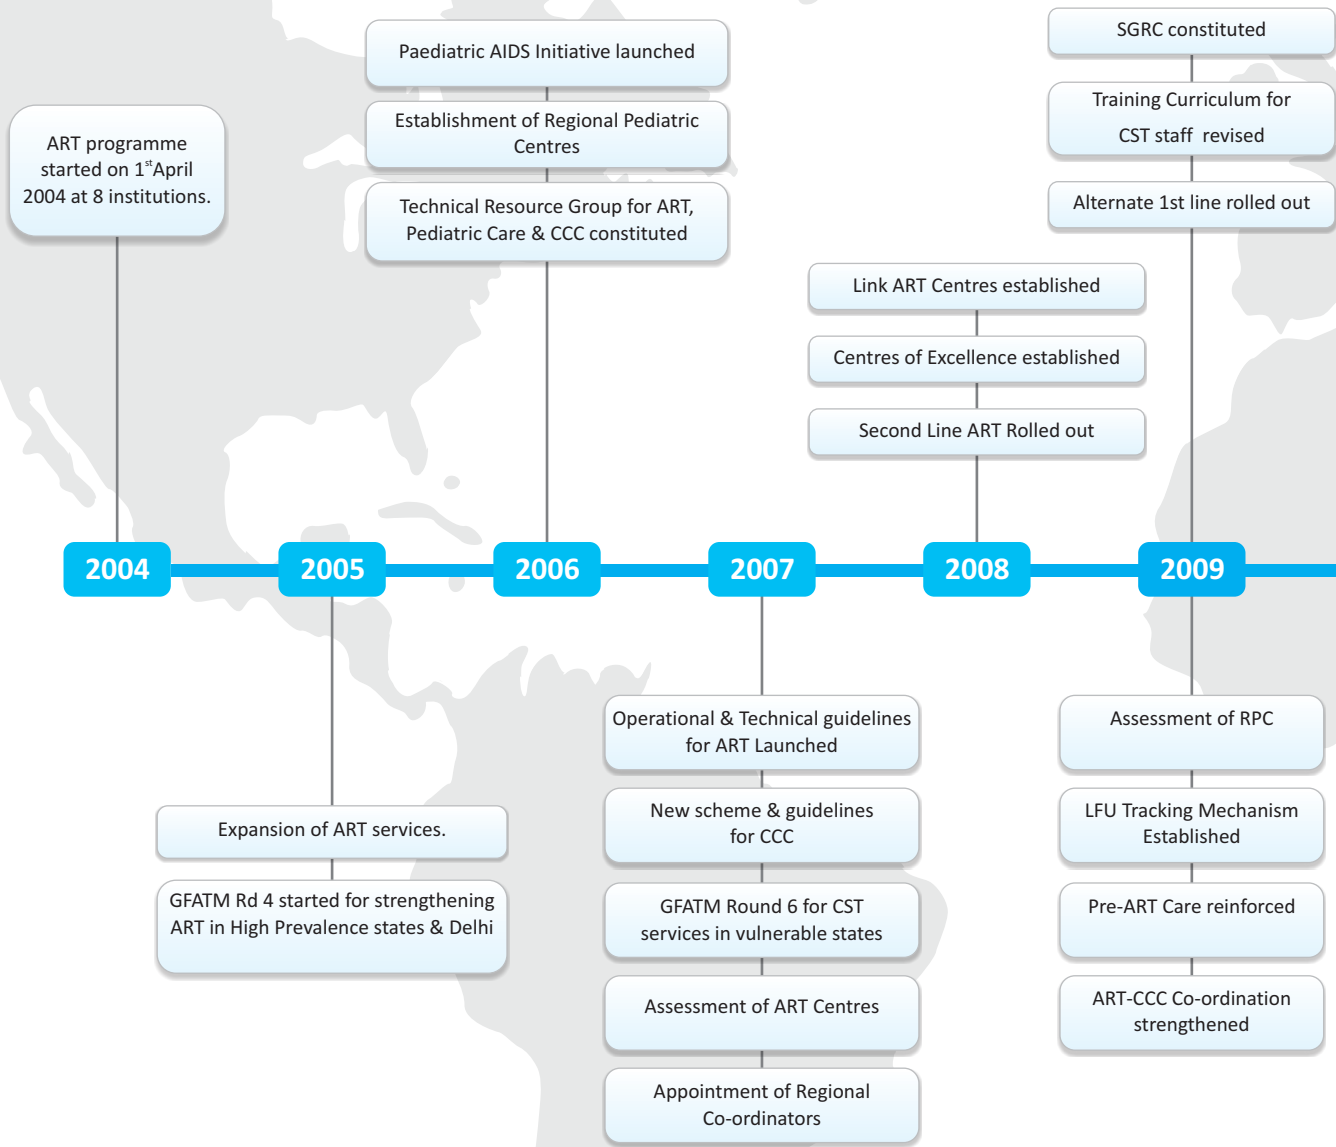 ART programme
started on 1st April
2004 at 8 institutions.
Paediatric AIDS Initiative launched
Establishment of Regional Pediatric
Centres
Technical Resource Group for ART,
Pediatric Care & CCC constituted
Link ART Centres established
Centres of Excellence established
Second Line ART Rolled out
SGRC constituted
Training Curriculum for
CST staff revised
Alternate 1st line rolled out
2004
2005
2006
2007
2008
2009
Expansion of ART services.
GFATM Rd 4 started for strengthening
ART in High Prevalence states & Delhi
Operational & Technical guidelines
for ART Launched
New scheme & guidelines
for CCC
GFATM Round 6 for CST
services in vulnerable states
Assessment of ART Centres
Appointment of Regional
Co-ordinators
Assessment of RPC
LFU Tracking Mechanism
Established
Pre-ART Care reinforced
ART-CCC Co-ordination
strengthened